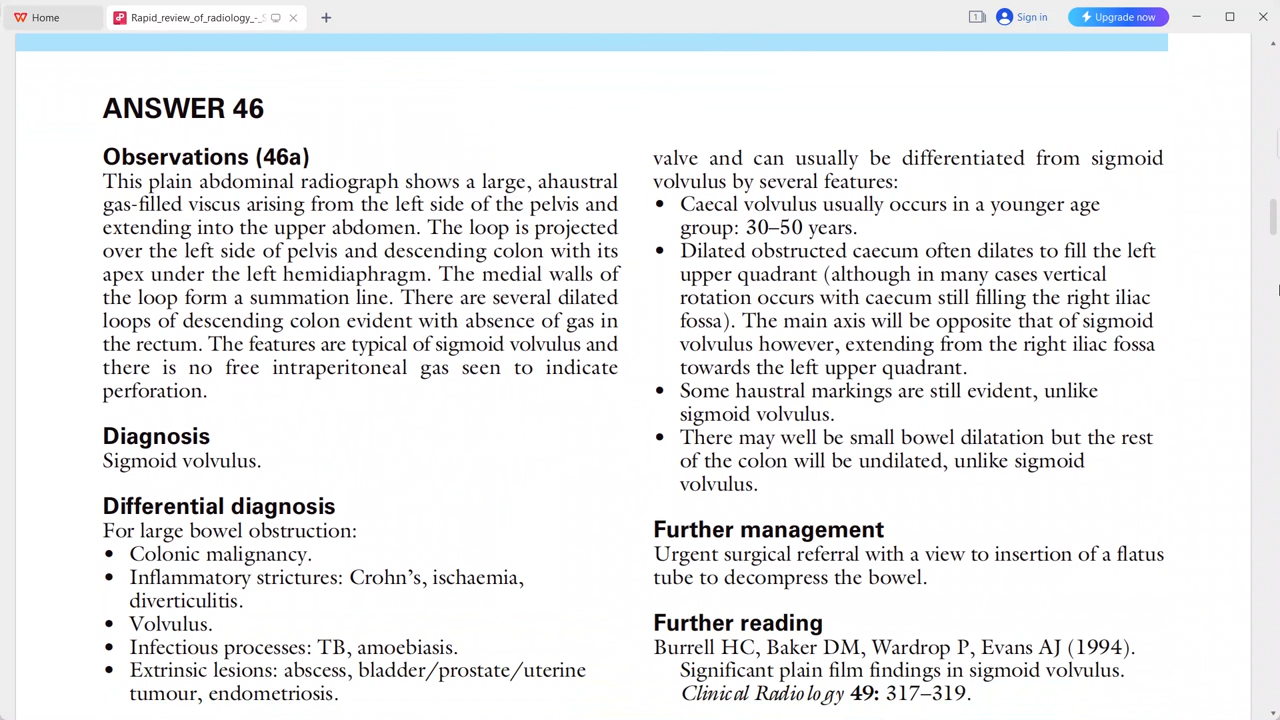 Home
Rapid_review_of_radiology_-_S
Sign in
Upgrade now
ANSWER 46
Observations (46a)
This plain abdominal radiograph shows a large, ahaustral
gas-filled viscus arising from the left side of the pelvis and
extending into the upper abdomen. The loop is projected
over the left side of pelvis and descending colon with its
apex under the left hemidiaphragm. The medial walls of
the loop form a summation line. There are several dilated
loops of descending colon evident with absence of gas in
the rectum. The features are typical of sigmoid volvulus and
there is no free intraperitoneal gas seen to indicate
perforation.
Diagnosis
Sigmoid volvulus.
Differential diagnosis
For large bowel obstruction:
• Colonic malignancy.
• Inflammatory strictures: Crohn’s, ischaemia,
diverticulitis.
• Volvulus.
• Infectious processes: TB, amoebiasis.
• Extrinsic lesions: abscess, bladder/prostate/uterine
tumour, endometriosis.
valve and can usually be differentiated from sigmoid
volvulus by several features:
• Caecal volvulus usually occurs in a younger age
group: 30–50 years.
• Dilated obstructed caecum often dilates to fill the left
upper quadrant (although in many cases vertical
rotation occurs with caecum still filling the right iliac
fossa). The main axis will be opposite that of sigmoid
volvulus however, extending from the right iliac fossa
towards the left upper quadrant.
• Some haustral markings are still evident, unlike
sigmoid volvulus.
• There may well be small bowel dilatation but the rest
of the colon will be undilated, unlike sigmoid
volvulus.
Further management
Urgent surgical referral with a view to insertion of a flatus
tube to decompress the bowel.
Further reading
Burrell HC, Baker DM, Wardrop P, Evans AJ (1994).
Significant plain film findings in sigmoid volvulus.
Clinical Radiology 49: 317–319.